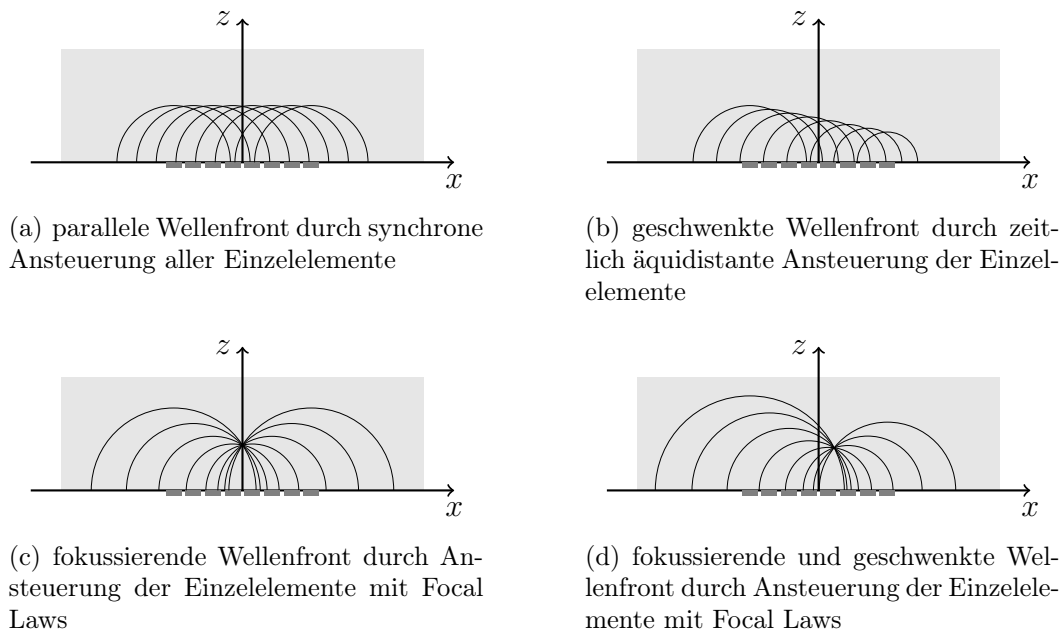 z
x
(a) parallele Wellenfront durch synchrone
Ansteuerung aller Einzelelemente
z
x
(b) geschwenkte Wellenfront durch zeit-
lich äquidistante Ansteuerung der Einzel-
elemente
z
x
(c) fokussierende Wellenfront durch An-
steuerung der Einzelelemente mit Focal
Laws
z
x
(d) fokussierende und geschwenkte Wel-
lenfront durch Ansteuerung der Einzelele-
mente mit Focal Laws